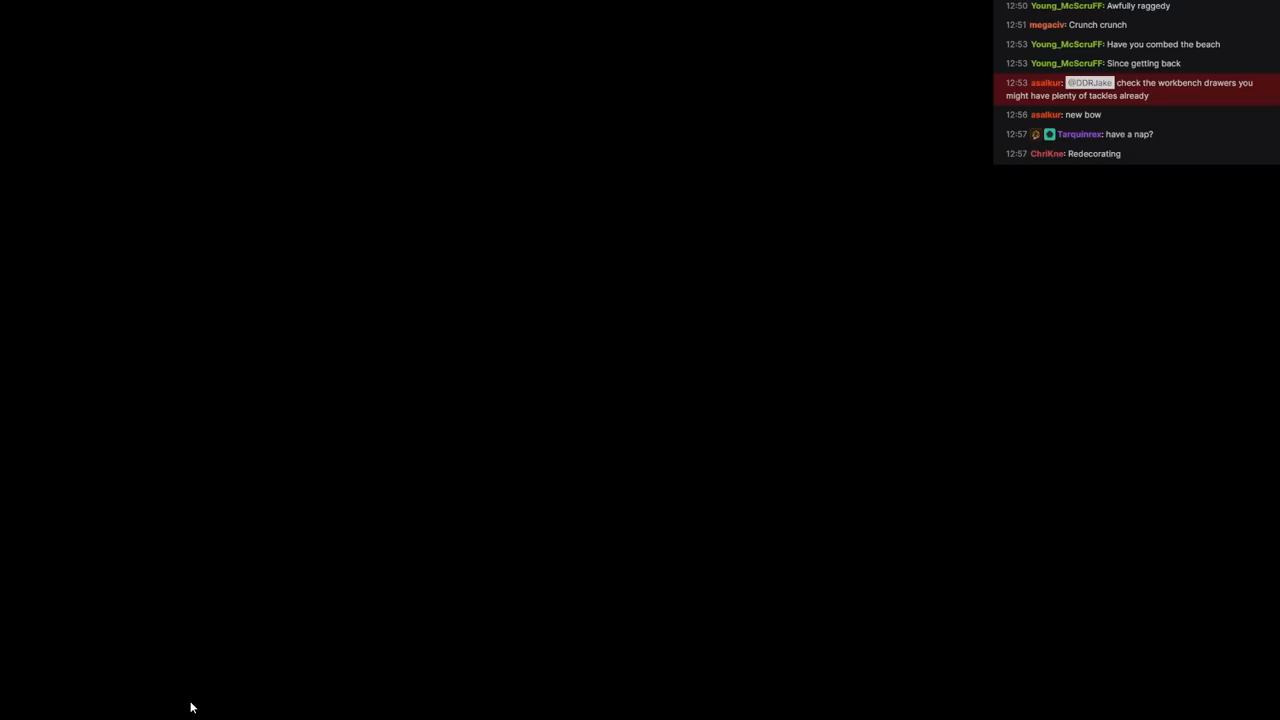 12:50 Young_McScruFF: Awfully raggedy
12:51 megaciv: Crunch crunch
12:53 Young_McScruFF: Have you combed the beach
12:53 Young_McScruFF: Since getting back
12:53 asalkur: @DDRJake check the workbench drawers you
might have plenty of tackles already
12:56 asalkur: new bow
12:57 Tarquinrex: have a nap?
12:57 ChriKne: Redecorating